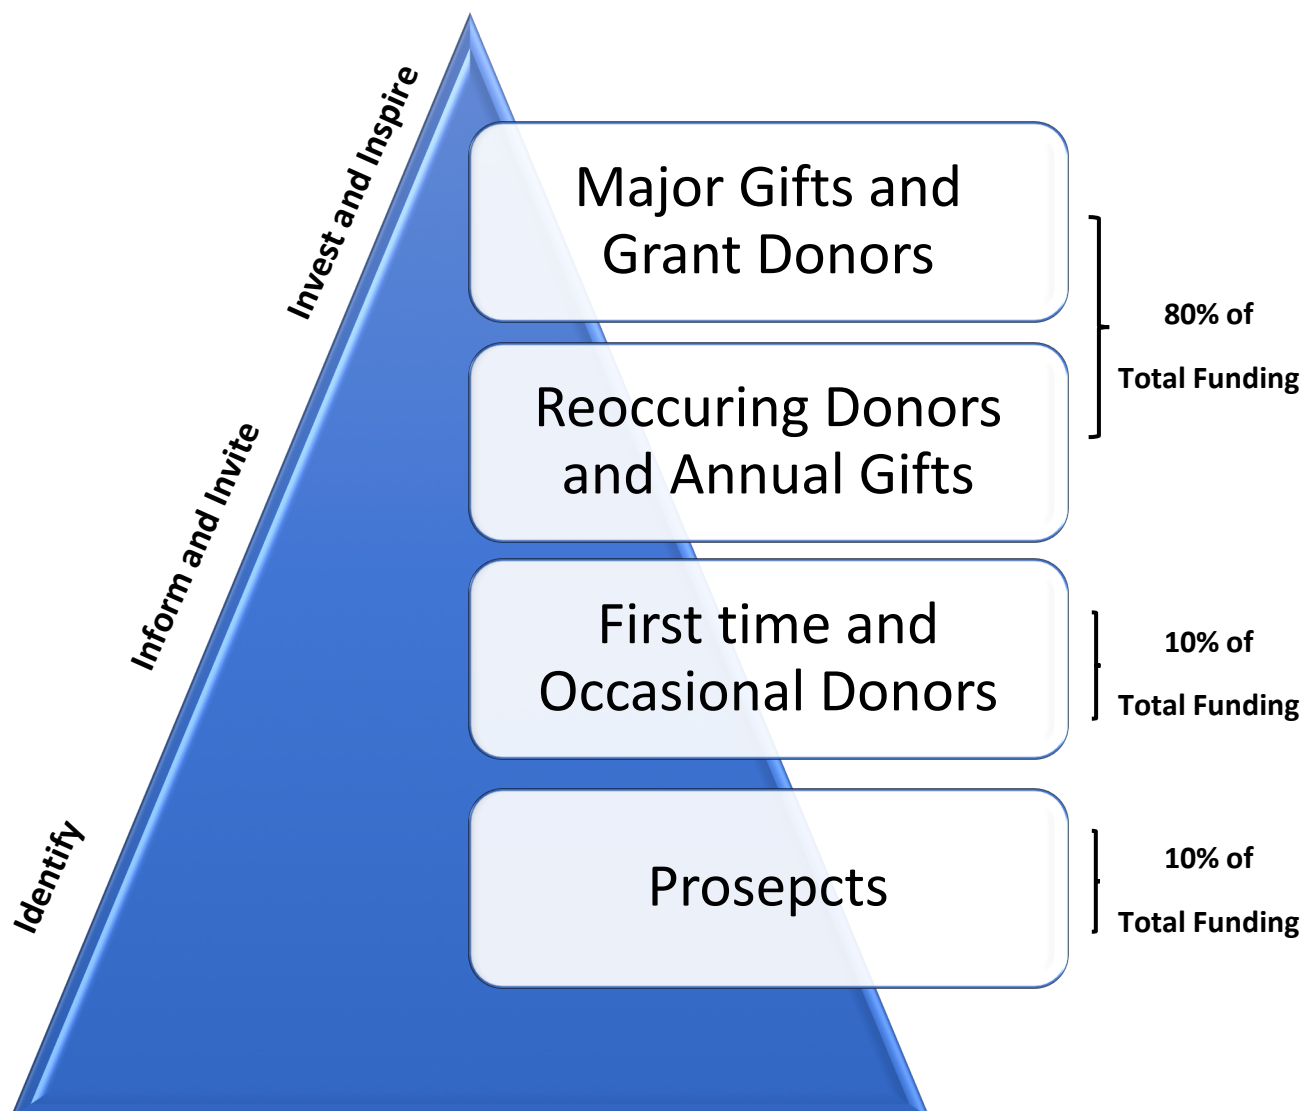 Invest and Inspire
Major Gifts and
Grant Donors
80% of
Total Funding
Reoccuring Donors
and Annual Gifts
Inform and Invite
First time and
Occasional Donors
10% of
Total Funding
Identify
Prosepcts
10% of
Total Funding